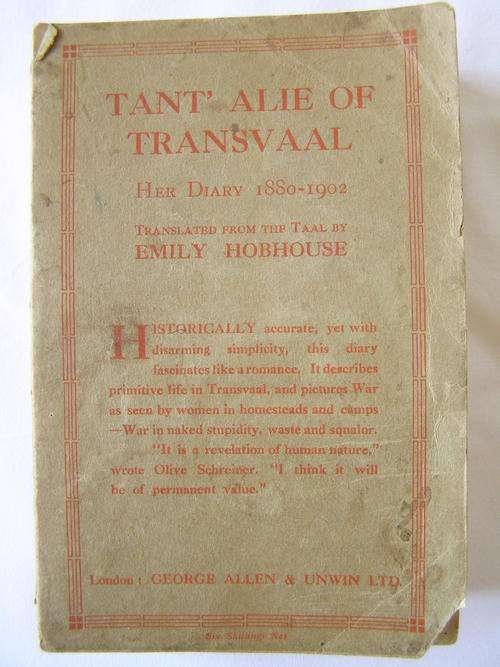 TANT' ALIE OF
TRANSVAAL
HER DIARY 1880-1902
TRANSLATED FROM THE TAAL BY
EMILY HOBHOUSE
HISTORICALLY accurate, yet with
disarming simplicity, this diary
fascinates like a romance. It describes
primitive life in Transvaal, and pictures War
as seen by women in homesteads and camps
—War in naked stupidity, waste and squalor.
"It is a revelation of human nature,"
wrote Olive Schreiner. "I think it will
be of permanent value."
London: GEORGE ALLEN & UNWIN LTD.
Six Shillings Net